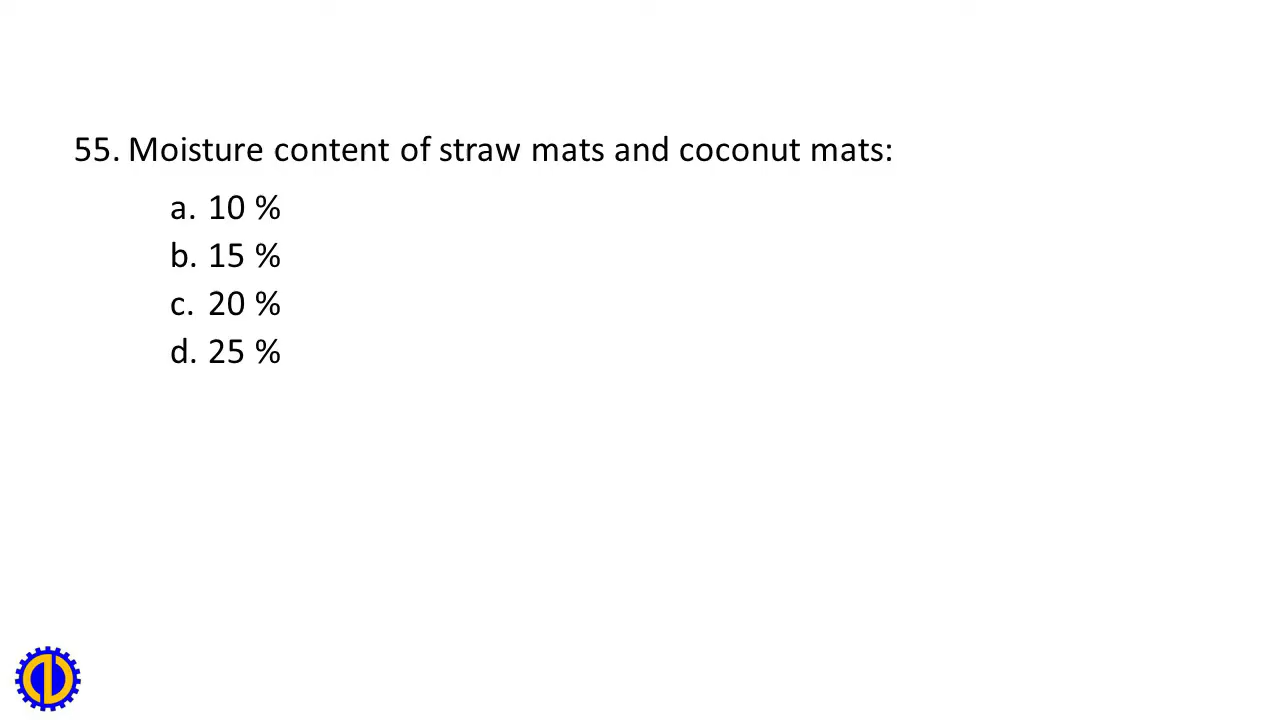 55. Moisture content of straw mats and coconut mats:
a. 10 %
b. 15 %
c. 20 %
d. 25 %